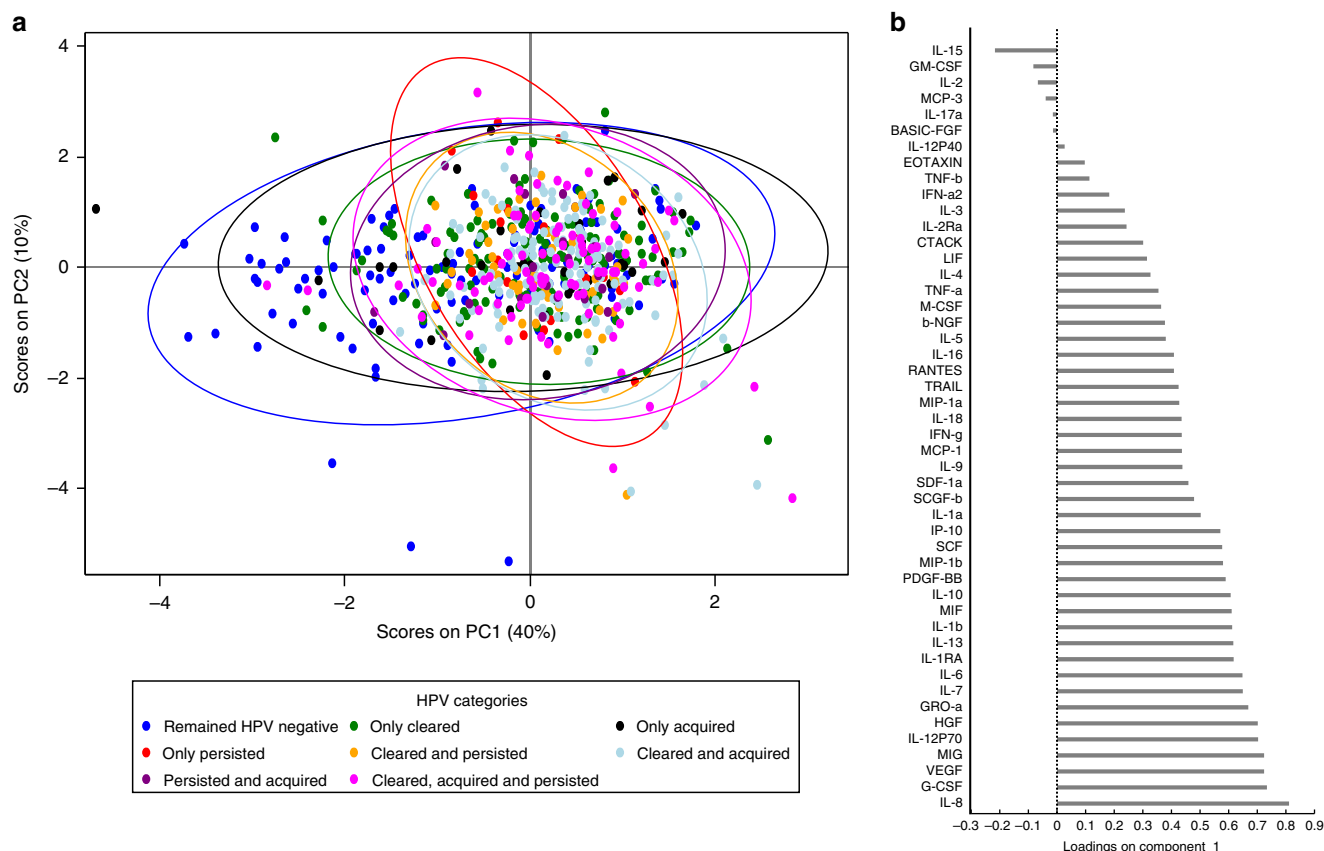 a
4
2
0
−2
−4
Scores on PC2 (10%)
−4
−2
0
2
Scores on PC1 (40%)
HPV categories
Remained HPV negative
Only cleared
Only acquired
Only persisted
Cleared and persisted
Cleared and acquired
Persisted and acquired
Cleared, acquired and persisted
b
IL-15
GM-CSF
IL-2
MCP-3
IL-17a
BASIC-FGF
IL-12P40
EOTAXIN
TNF-b
IFN-a2
IL-3
IL-2Ra
CTACK
LIF
IL-4
TNF-a
M-CSF
b-NGF
IL-5
IL-16
RANTES
TRAIL
MIP-1a
IL-18
IFN-g
MCP-1
IL-9
SDF-1a
SCGF-b
IL-1a
IP-10
SCF
MIP-1b
PDGF-BB
IL-10
MIF
IL-1b
IL-13
IL-1RA
IL-6
IL-7
GRO-a
HGF
IL-12P70
MIG
VEGF
G-CSF
IL-8
−0.3 −0.2 −0.1 0 0.1 0.2 0.3 0.4 0.5 0.6 0.7 0.8 0.9
Loadings on component_1